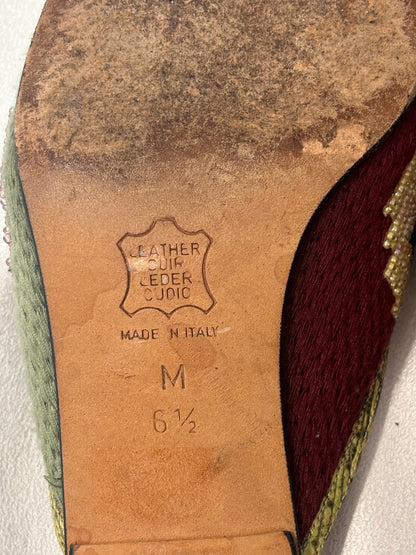 LEATHER
CUIR
LEDER
CUOIO
MADE IN ITALY
M
6 ½